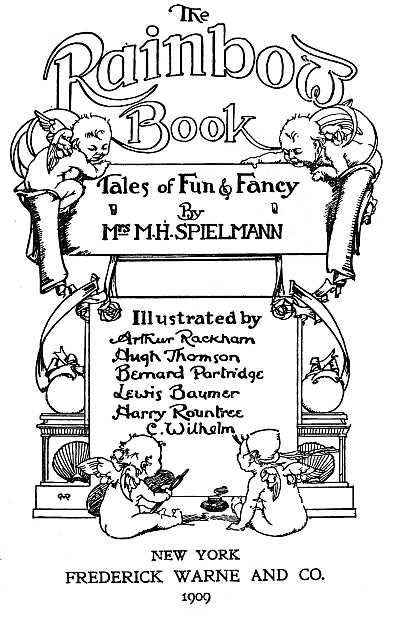 The
Rainbow
Book
Tales of Fun & Fancy
By
Mrs M.H. SPIELMANN
Illustrated by
Arthur Rackham
Hugh Thomson
Bernard Partridge
Lewis Baumer
Harry Rountree
C. Wilhelm
NEW YORK
FREDERICK WARNE AND CO.
1909